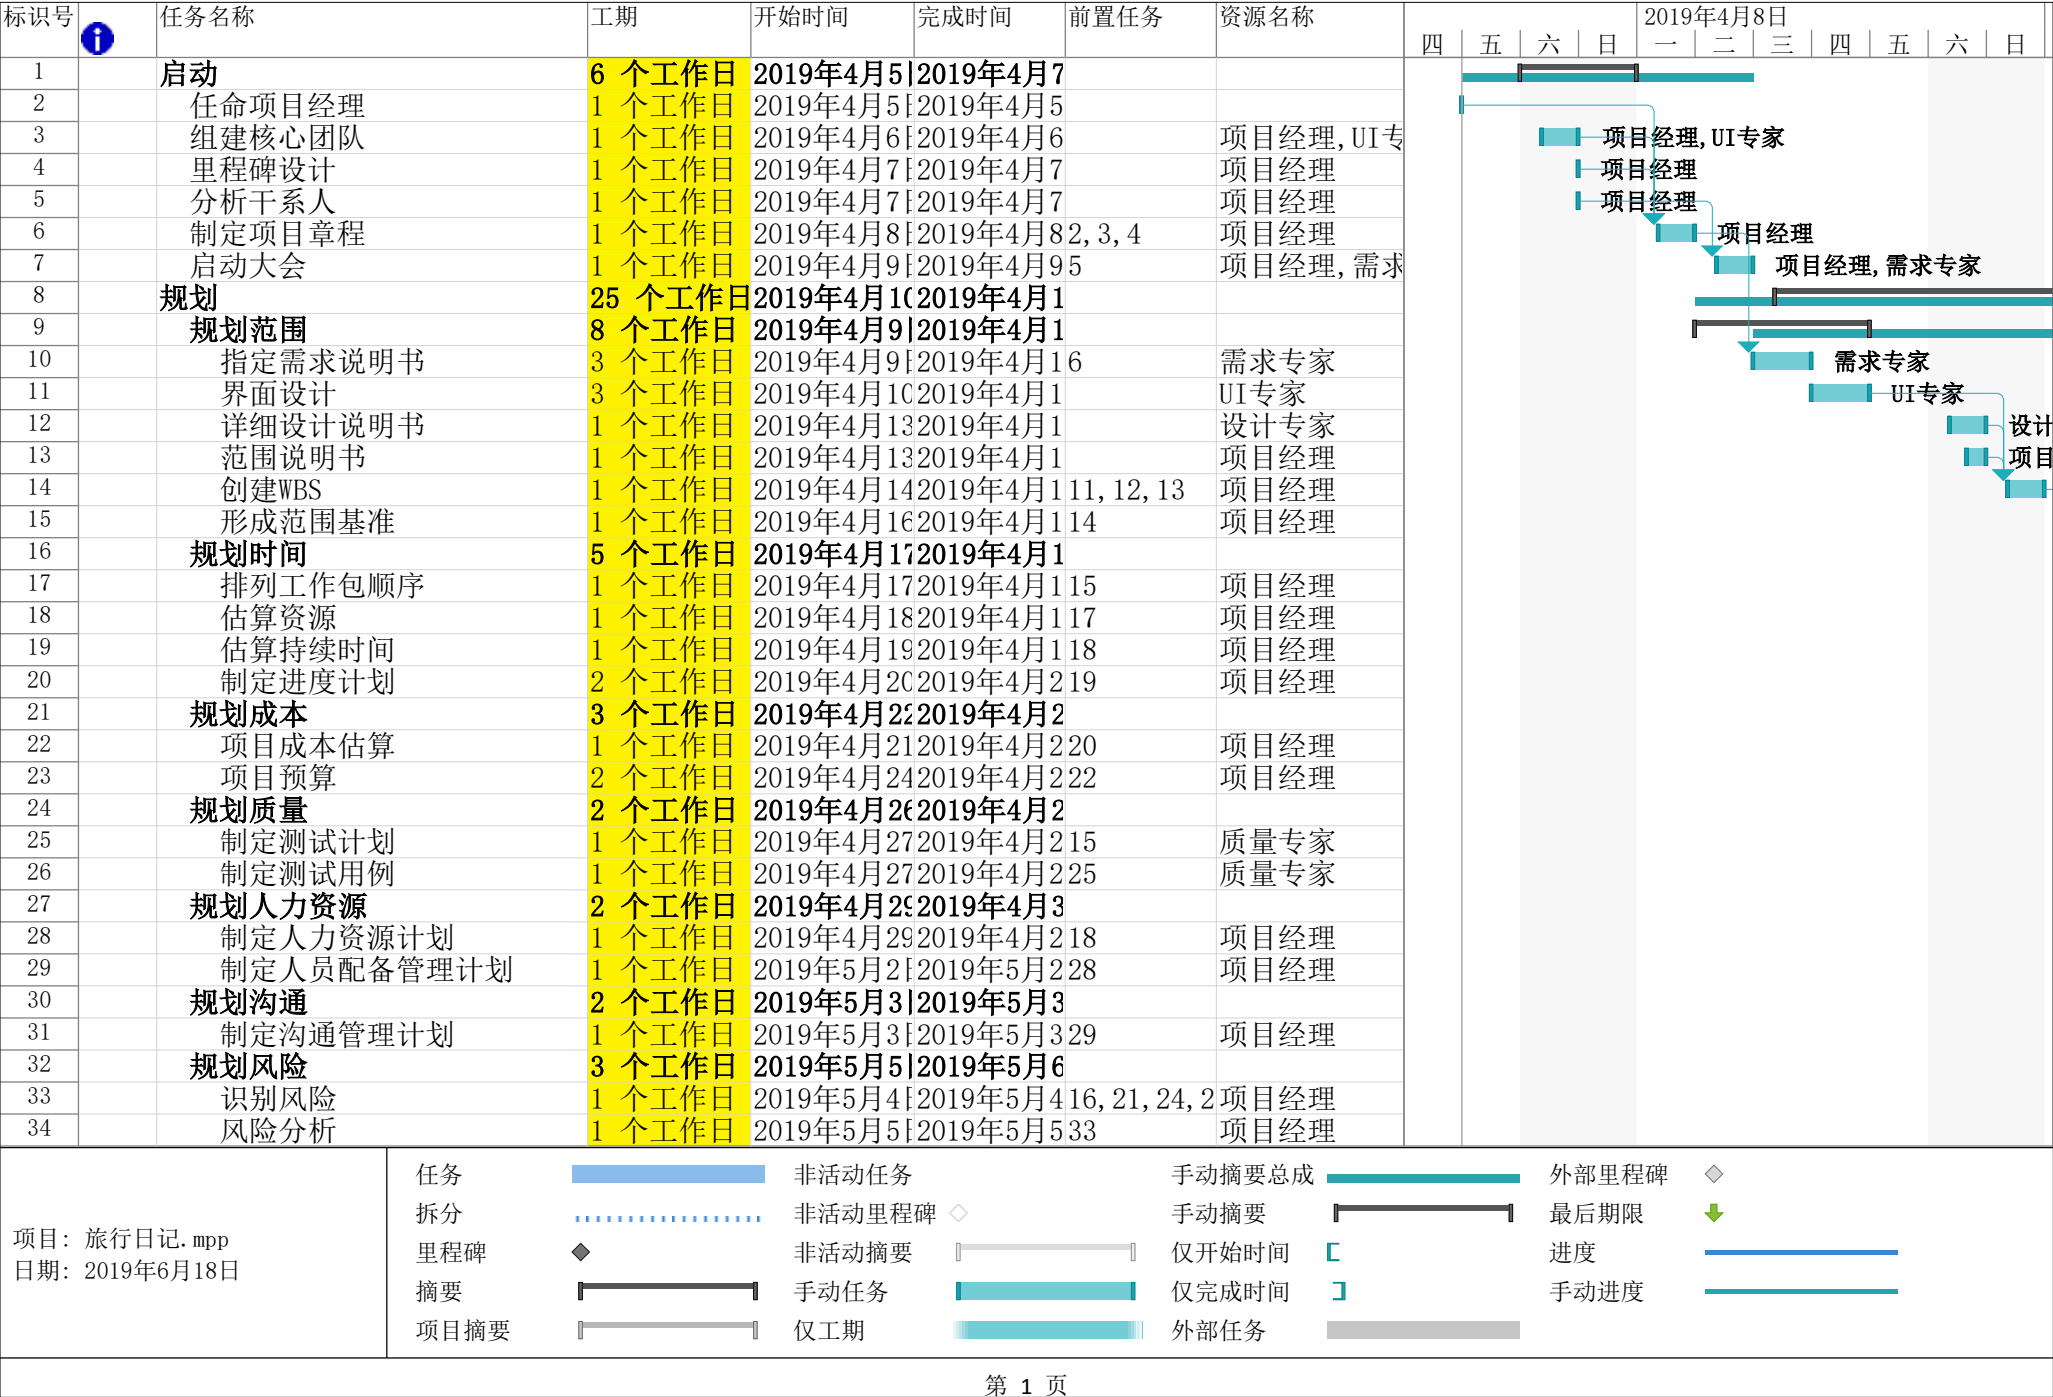 标识号 任务名称 工期 开始时间 完成时间 前置任务 资源名称 2019年4月8日
四 五 六 日 一 二 三 四 五 六 日
1 启动 6 个工作日 2019年4月5 2019年4月7
2 任命项目经理 1 个工作日 2019年4月5日 2019年4月5
3 组建核心团队 1 个工作日 2019年4月6 2019年4月6 项目经理,UI专 项目经理,UI专家
4 里程碑设计 1 个工作日 2019年4月7 2019年4月7 项目经理 项目经理
5 分析干系人 1 个工作日 2019年4月7 2019年4月7 项目经理 项目经理
6 制定项目章程 1 个工作日 2019年4月8 2019年4月8 2,3,4 项目经理 项目经理
7 启动大会 1 个工作日 2019年4月9 2019年4月9 5 项目经理,需求 项目经理,需求专家
8 规划 25 个工作日 2019年4月10 2019年4月1
9 规划范围 8 个工作日 2019年4月9 2019年4月1
10 指定需求说明书 3 个工作日 2019年4月9日 2019年4月1 6 需求专家 需求专家
11 界面设计 3 个工作日 2019年4月10 2019年4月1 UI专家 UI专家
12 详细设计说明书 1 个工作日 2019年4月13 2019年4月1 设计专家 设计
13 范围说明书 1 个工作日 2019年4月13 2019年4月1 项目经理 项目
14 创建WBS 1 个工作日 2019年4月14 2019年4月1 11,12,13 项目经理
15 形成范围基准 1 个工作日 2019年4月16 2019年4月1 14 项目经理
16 规划时间 5 个工作日 2019年4月17 2019年4月1
17 排列工作包顺序 1 个工作日 2019年4月17 2019年4月1 15 项目经理
18 估算资源 1 个工作日 2019年4月18 2019年4月1 17 项目经理
19 估算持续时间 1 个工作日 2019年4月19 2019年4月1 18 项目经理
20 制定进度计划 2 个工作日 2019年4月20 2019年4月2 19 项目经理
21 规划成本 3 个工作日 2019年4月22 2019年4月2
22 项目成本估算 1 个工作日 2019年4月21 2019年4月2 20 项目经理
23 项目预算 2 个工作日 2019年4月24 2019年4月2 22 项目经理
24 规划质量 2 个工作日 2019年4月26 2019年4月2
25 制定测试计划 1 个工作日 2019年4月27 2019年4月2 15 质量专家
26 制定测试用例 1 个工作日 2019年4月27 2019年4月2 25 质量专家
27 规划人力资源 2 个工作日 2019年4月29 2019年4月3
28 制定人力资源计划 1 个工作日 2019年4月29 2019年4月2 18 项目经理
29 制定人员配备管理计划 1 个工作日 2019年5月2 2019年5月2 28 项目经理
30 规划沟通 2 个工作日 2019年5月3 2019年5月3
31 制定沟通管理计划 1 个工作日 2019年5月3日 2019年5月3 29 项目经理
32 规划风险 3 个工作日 2019年5月5 2019年5月6
33 识别风险 1 个工作日 2019年5月4 2019年5月4 16,21,24,2 项目经理
34 风险分析 1 个工作日 2019年5月5 2019年5月5 33 项目经理
项目: 旅行日记.mpp
日期: 2019年6月18日
任务 非活动任务 手动摘要总成 外部里程碑
拆分 非活动里程碑 手动摘要 最后期限
里程碑 非活动摘要 仅开始时间 进度
摘要 手动任务 仅完成时间 手动进度
项目摘要 仅工期 外部任务
第 1 页